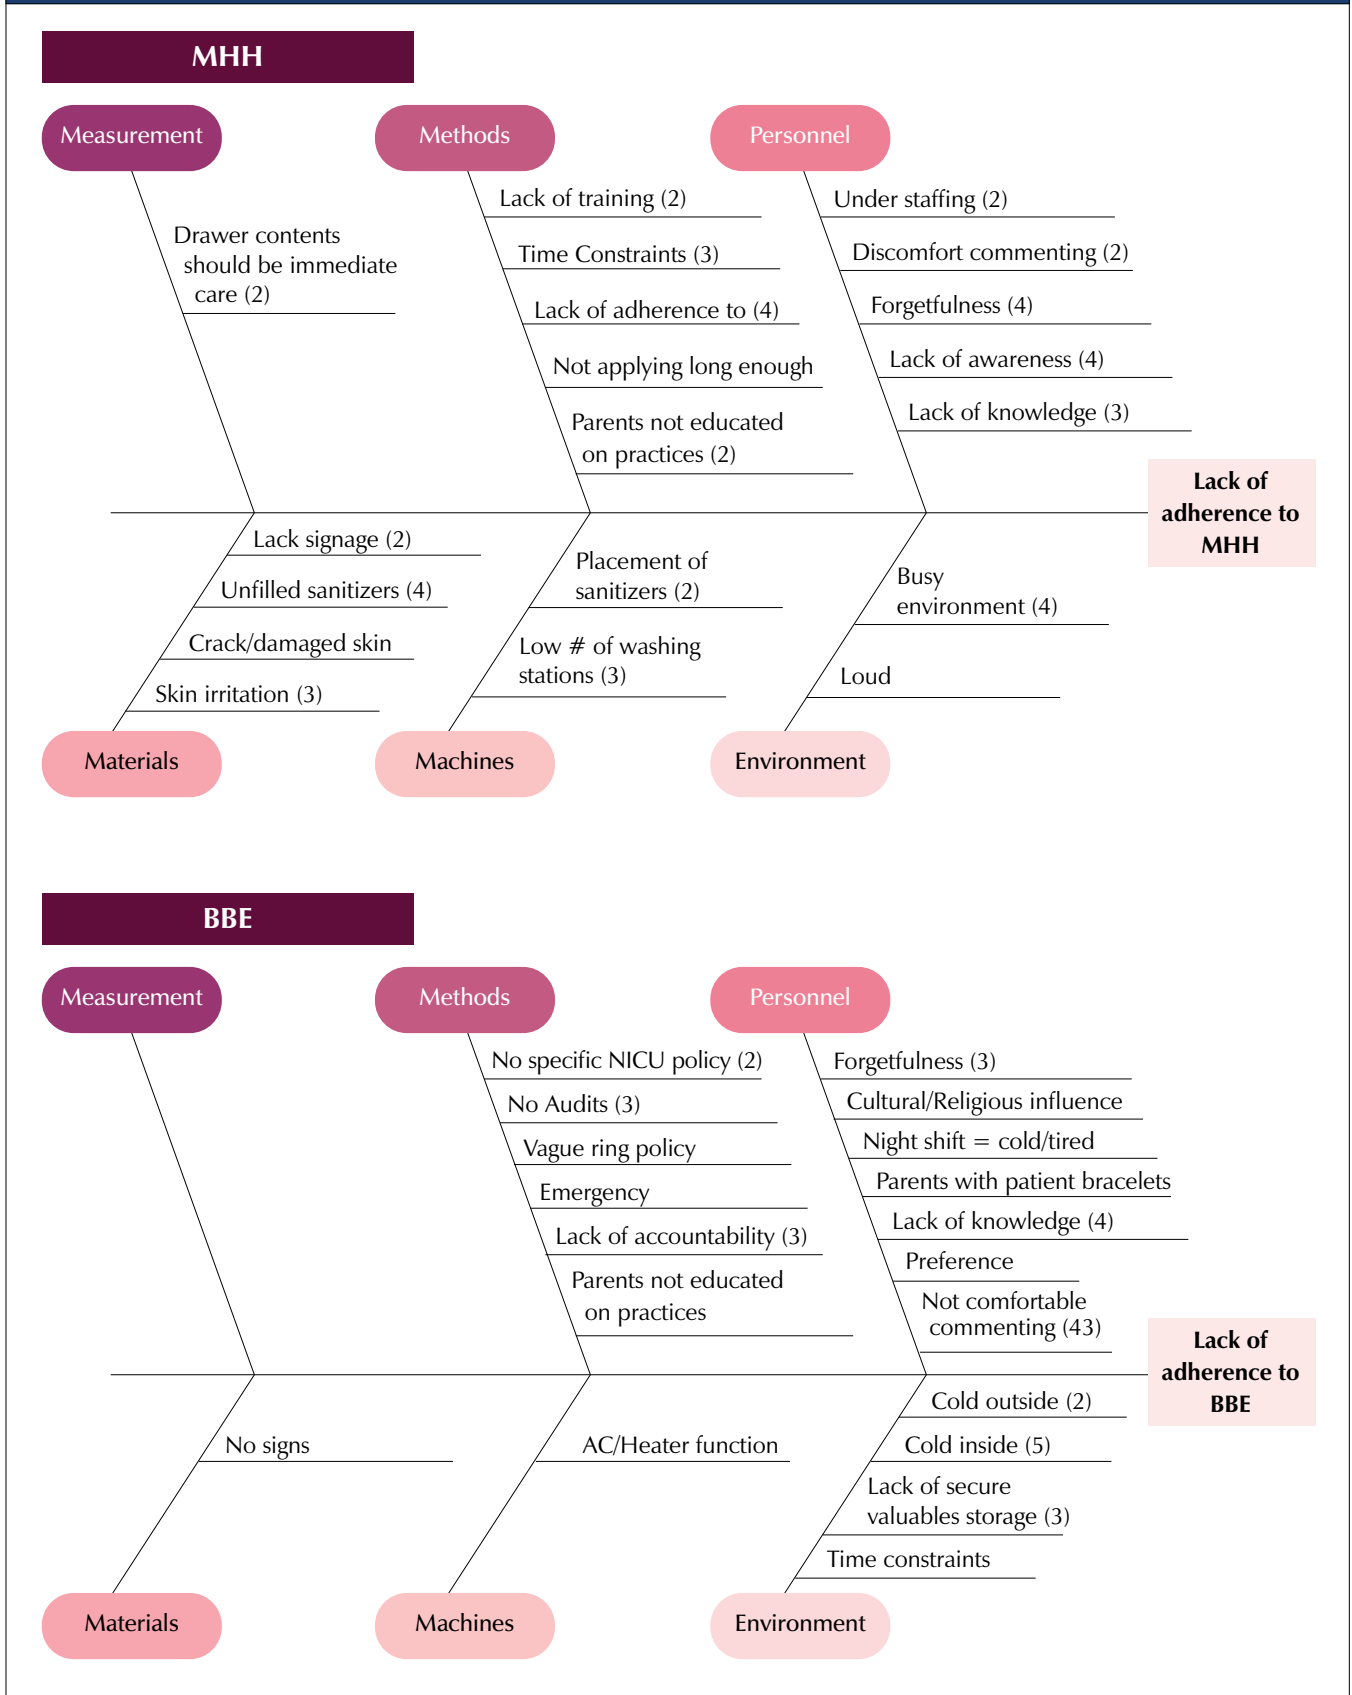 MHH
Measurement
Methods
Personnel
Drawer contents
should be immediate
care (2)
Lack of training (2)
Time Constraints (3)
Lack of adherence to (4)
Not applying long enough
Parents not educated
on practices (2)
Under staffing (2)
Discomfort commenting (2)
Forgetfulness (4)
Lack of awareness (4)
Lack of knowledge (3)
Lack of
adherence to
MHH
Lack signage (2)
Unfilled sanitizers (4)
Crack/damaged skin
Skin irritation (3)
Placement of
sanitizers (2)
Low # of washing
stations (3)
Busy
environment (4)
Loud
Materials
Machines
Environment
BBE
Measurement
Methods
Personnel
No specific NICU policy (2)
No Audits (3)
Vague ring policy
Emergency
Lack of accountability (3)
Parents not educated
on practices
Forgetfulness (3)
Cultural/Religious influence
Night shift = cold/tired
Parents with patient bracelets
Lack of knowledge (4)
Preference
Not comfortable
commenting (43)
Lack of
adherence to
BBE
No signs
AC/Heater function
Cold outside (2)
Cold inside (5)
Lack of secure
valuables storage (3)
Time constraints
Materials
Machines
Environment